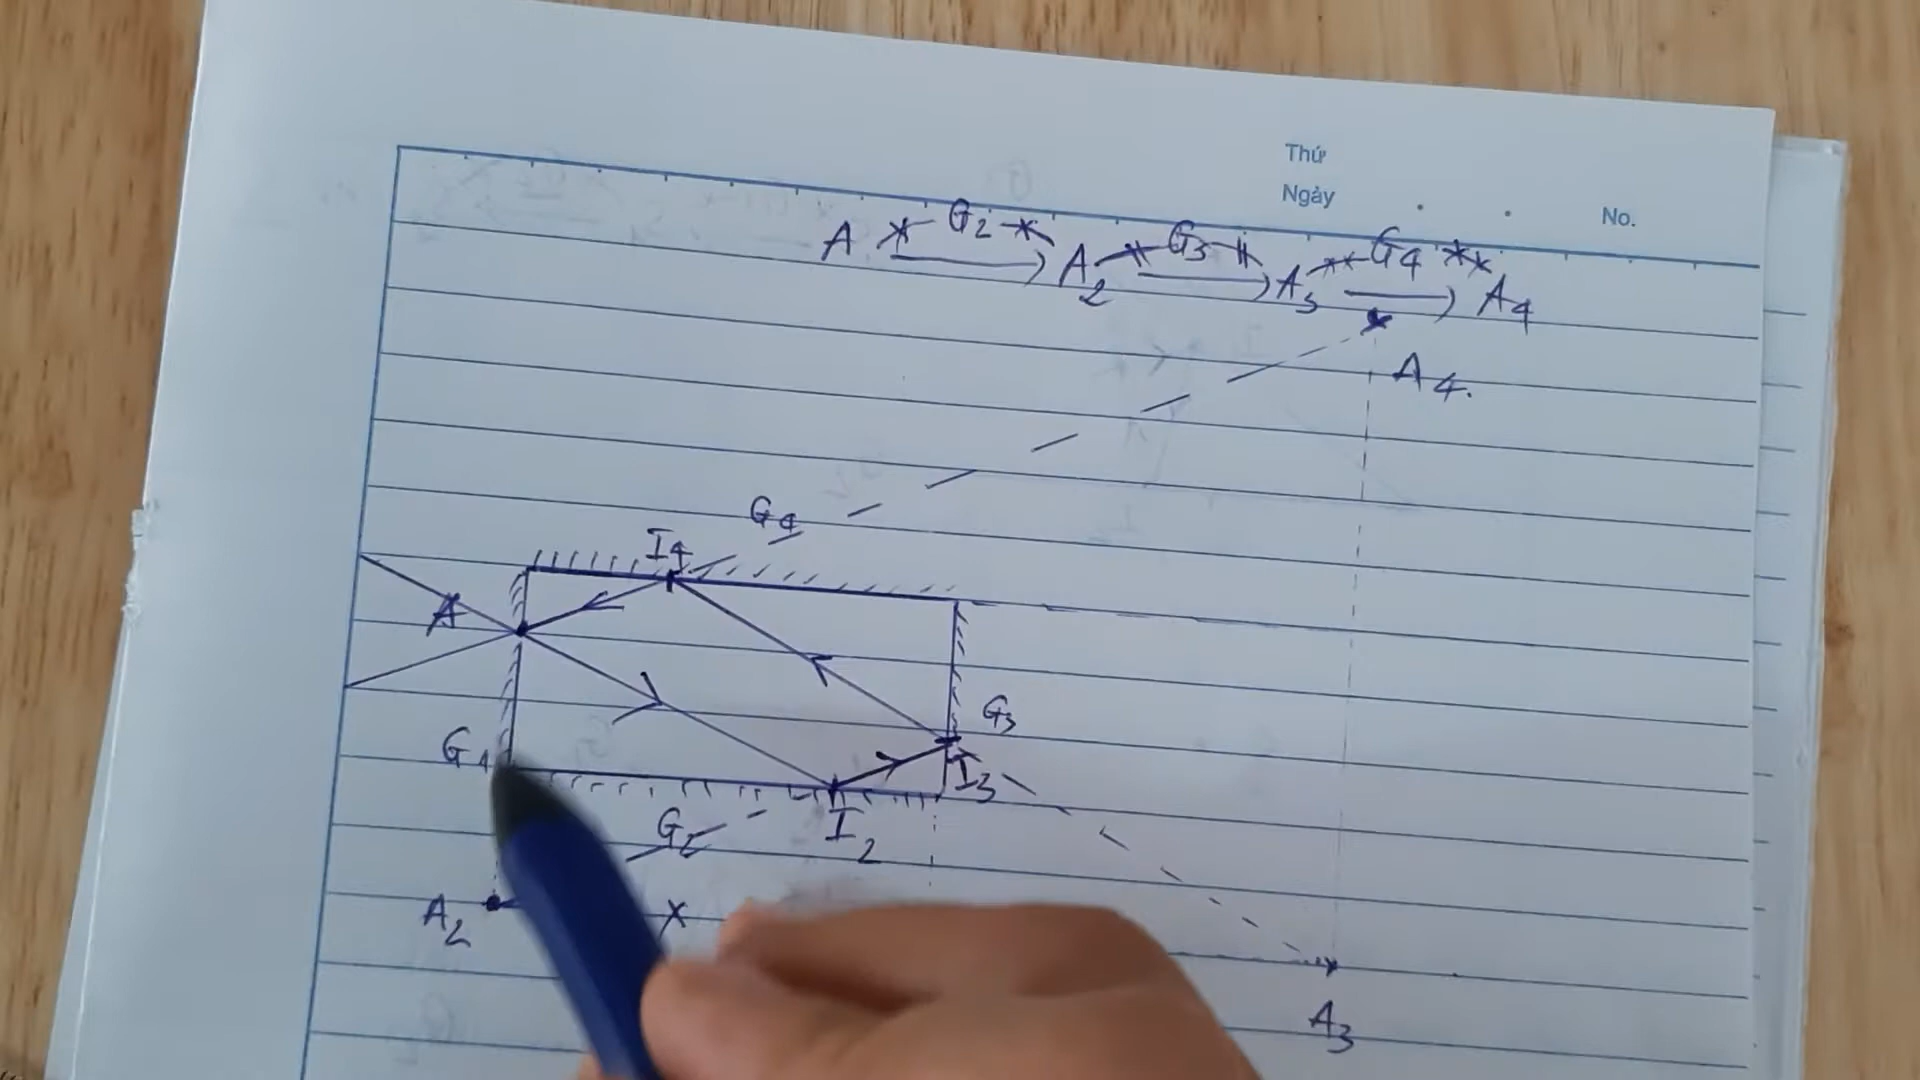 Thứ
Ngày . . No.
A G2 A2 G3 A3 G4 A4
A4.
G4
I4
A
G3
G1
I3
G2 I2
A2 x
A3